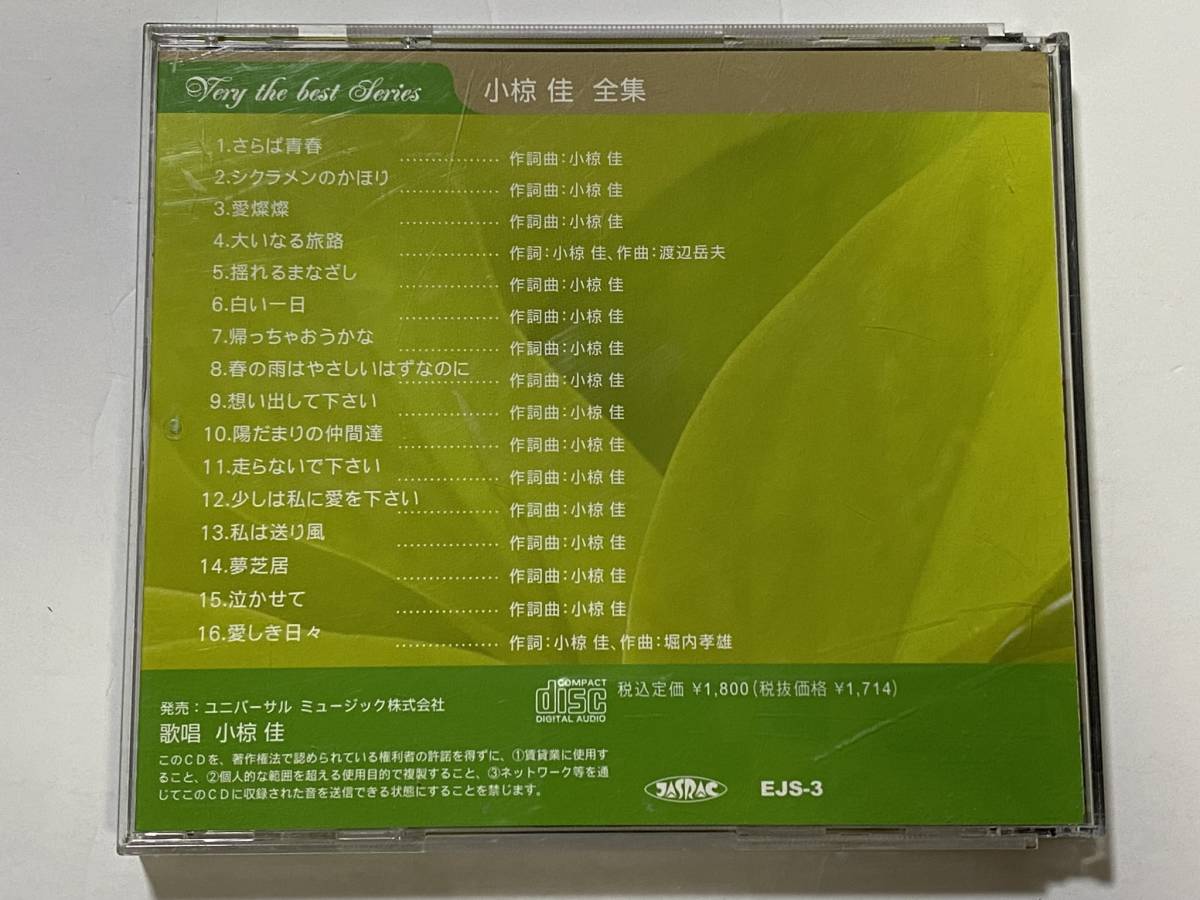 Very the best Series 小椋 佳 全集
1.さらば青春 ................ 作詞曲：小椋 佳
2.シクラメンのかほり ................ 作詞曲：小椋 佳
3.愛燦燦 ................ 作詞曲：小椋 佳
4.大いなる旅路 ................ 作詞：小椋 佳、作曲：渡辺岳夫
5.揺れるまなざし ................ 作詞曲：小椋 佳
6.白い一日 ................ 作詞曲：小椋 佳
7.帰っちゃおうかな ................ 作詞曲：小椋 佳
8.春の雨はやさしいはずなのに ................ 作詞曲：小椋 佳
9.想い出して下さい ................ 作詞曲：小椋 佳
10.陽だまりの仲間達 ................ 作詞曲：小椋 佳
11.走らないで下さい ................ 作詞曲：小椋 佳
12.少しは私に愛を下さい ................ 作詞曲：小椋 佳
13.私は送り風 ................ 作詞曲：小椋 佳
14.夢芝居 ................ 作詞曲：小椋 佳
15.泣かせて ................ 作詞曲：小椋 佳
16.愛しき日々 ................ 作詞：小椋 佳、作曲：堀内孝雄
COMPACT disc DIGITAL AUDIO 税込定価 ¥1,800(税抜価格 ¥1,714)
発売：ユニバーサル ミュージック株式会社
歌唱 小椋 佳
このCDを、著作権法で認められている権利者の許諾を得ずに、①賃貸業に使用す
ること、②個人的な範囲を超える使用目的で複製すること、③ネットワーク等を通
じてこのCDに収録された音を送信できる状態にすることを禁じます。
JASRAC EJS-3